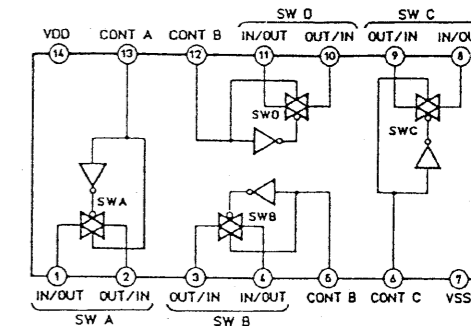 SW D SW C
VDD CONT A CONT B IN/OUT OUT/IN OUT/IN IN/OUT
14 13 12 11 10 9 8
SWD SWC
SWA SWB
1 2 3 4 5 6 7
IN/OUT OUT/IN OUT/IN IN/OUT CONT B CONT C VSS
SW A SW B